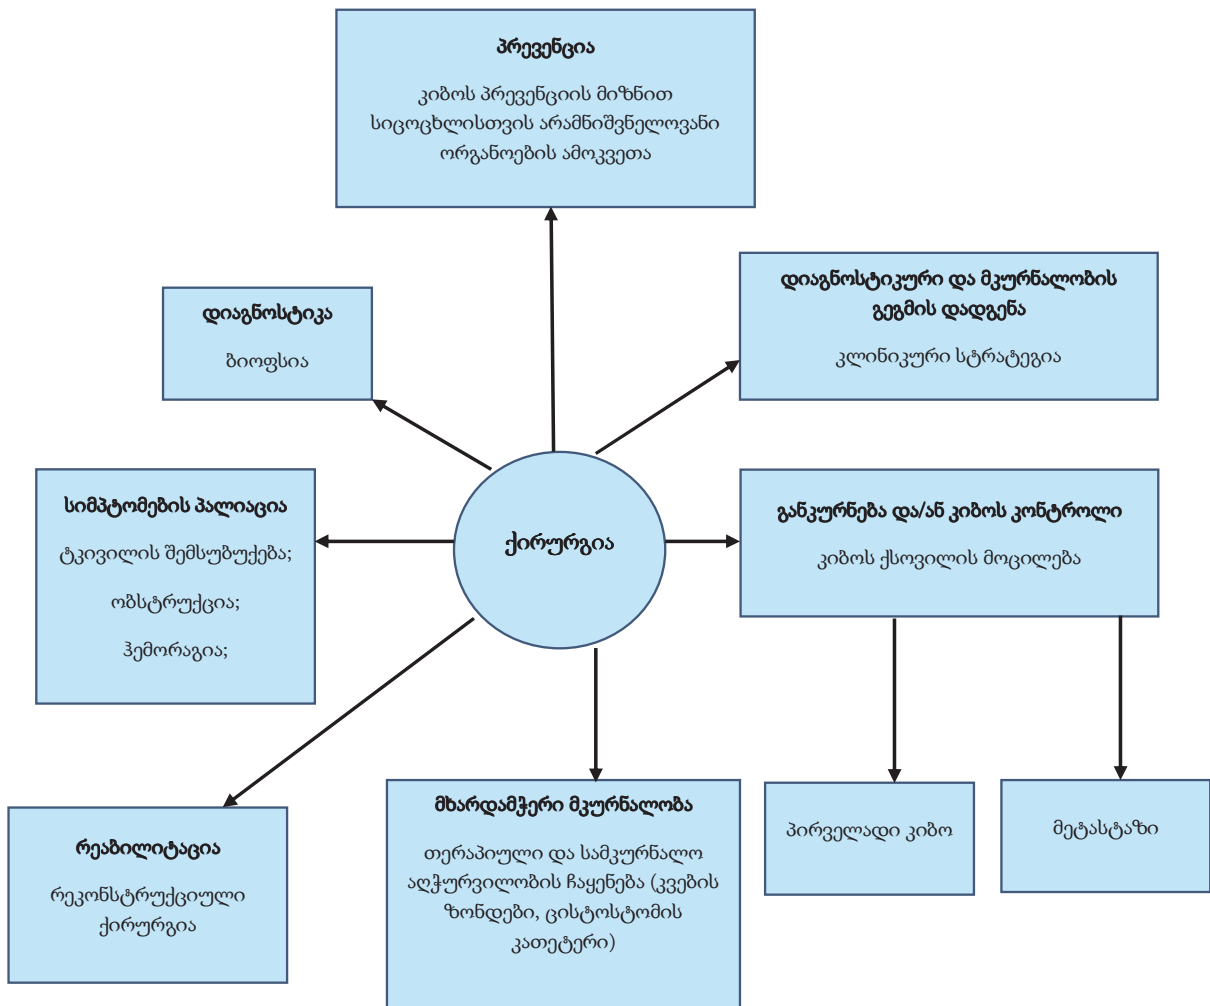 პრევენცია
კიბოს პრევენციის მიზნით
სიცოცხლისთვის არამნიშვნელოვანი
ორგანოების ამოკვეთა
დიაგნოსტიკური და მკურნალობის
გეგმის დადგენა
კლინიკური სტრატეგია
დიაგნოსტიკა
ბიოფსია
სიმპტომების პალიაცია
ტკივილის შემსუბუქება;
ობსტრუქცია;
ჰემორაგია;
ქირურგია
განკურნება და/ან კიბოს კონტროლი
კიბოს ქსოვილის მოცილება
რეაბილიტაცია
რეკონსტრუქციული
ქირურგია
მხარდამჭერი მკურნალობა
თერაპიული და სამკურნალო
აღჭურვილობის ჩაყენება (კვების
ზონდები, ცისტოსტომის
კათეტერი)
პირველადი კიბო
მეტასტაზი